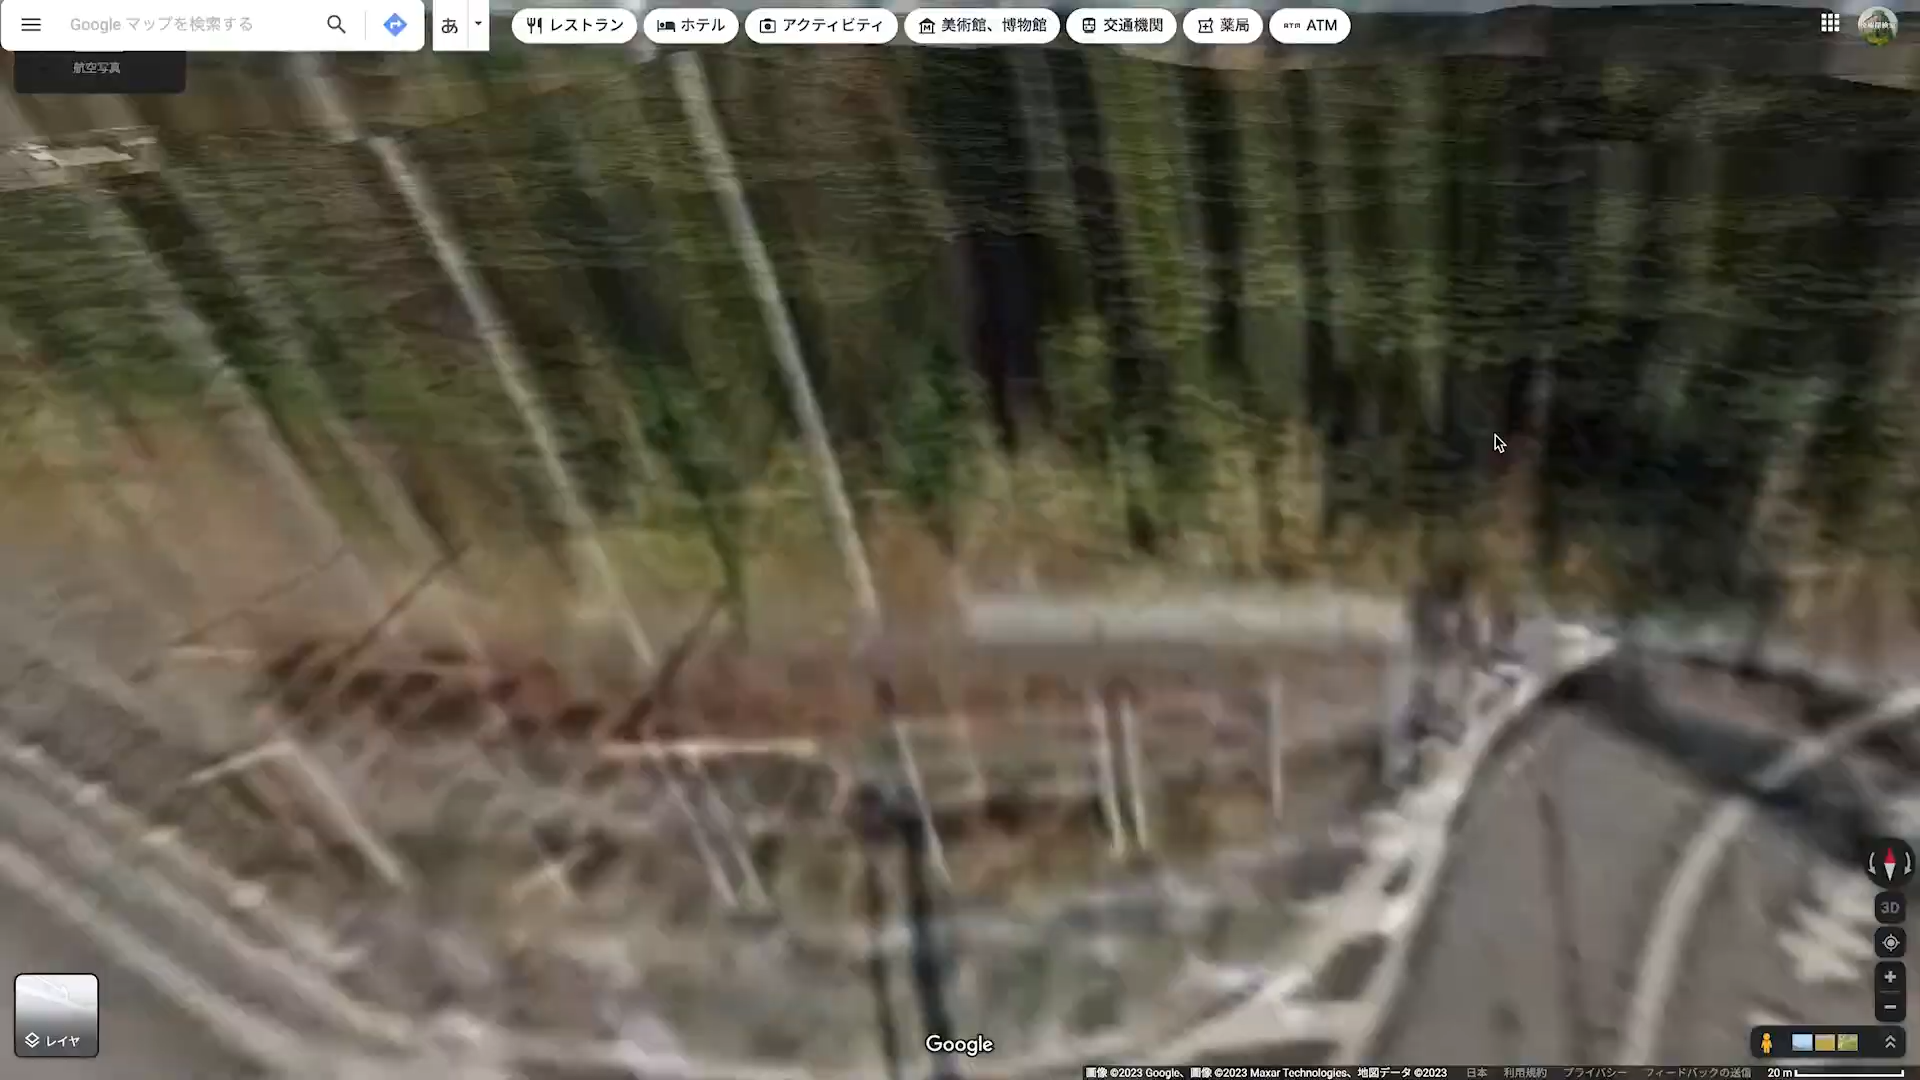 Google マップを検索する
あ
レストラン
ホテル
アクティビティ
美術館、博物館
交通機関
薬局
ATM
ATM
航空写真
3D
レイヤ
Google
画像 ©2023 Google、画像 ©2023 Maxar Technologies、地図データ ©2023 日本 利用規約 プライバシー フィードバックの送信 20 m